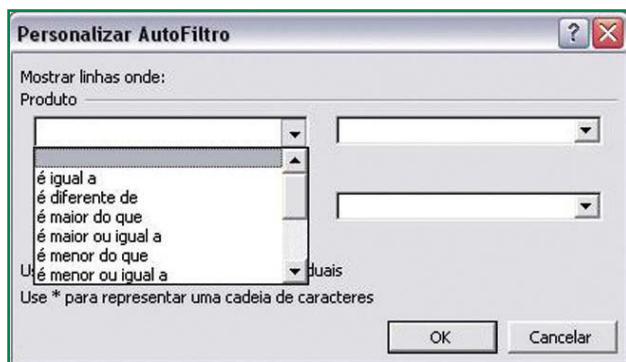 Personalizar AutoFiltro
Mostrar linhas onde:
Produto
é igual a
é diferente de
é maior do que
é maior ou igual a
é menor do que
é menor ou igual a
Use * para representar uma cadeia de caracteres
OK Cancelar